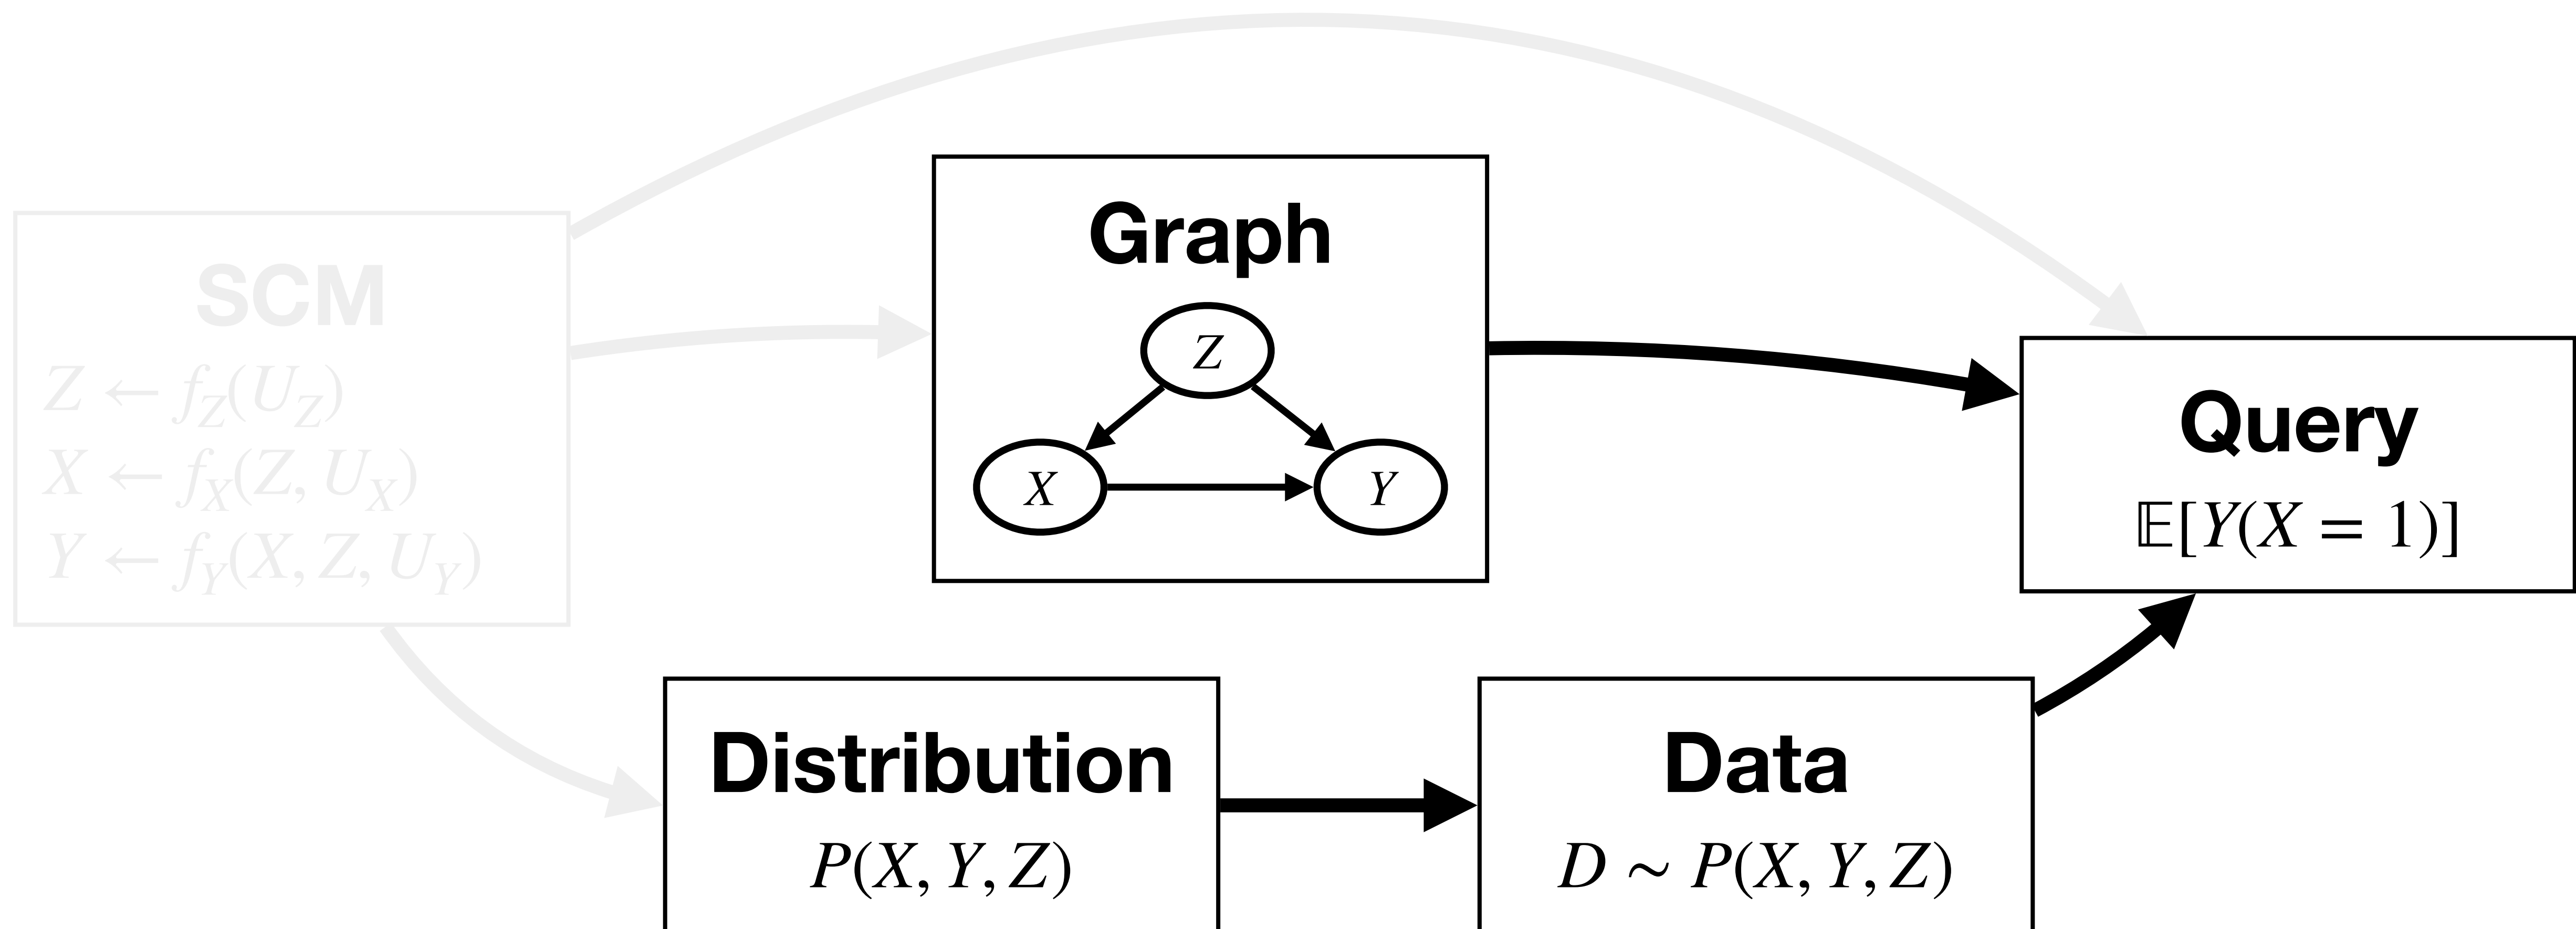 SCM
Z ← f_Z(U_Z)
X ← f_X(Z, U_X)
Y ← f_Y(X, Z, U_Y)
Graph
Z
X
Y
Query
𝔼[Y(X = 1)]
Distribution
P(X, Y, Z)
Data
D ∼ P(X, Y, Z)